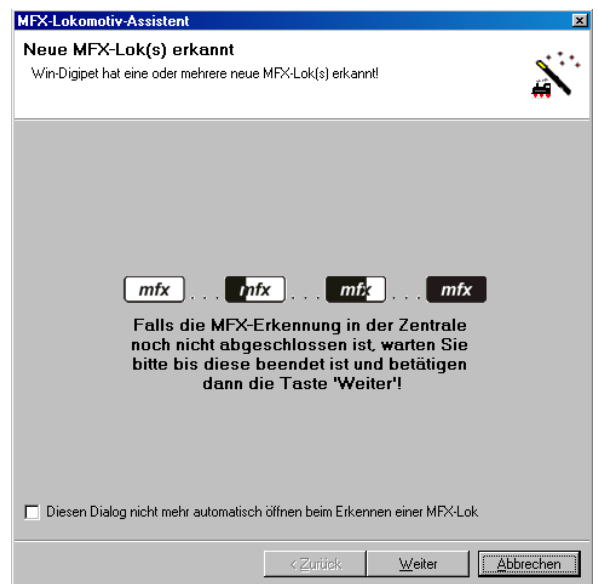 MFX-Lokomotiv-Assistent
Neue MFX-Lok(s) erkannt
Win-Digipet hat eine oder mehrere neue MFX-Lok(s) erkannt!
mfx . . . mfx . . . mfx . . . mfx
Falls die MFX-Erkennung in der Zentrale
noch nicht abgeschlossen ist, warten Sie
bitte bis diese beendet ist und betätigen
dann die Taste 'Weiter'!
Diesen Dialog nicht mehr automatisch öffnen beim Erkennen einer MFX-Lok
< Zurück Weiter Abbrechen